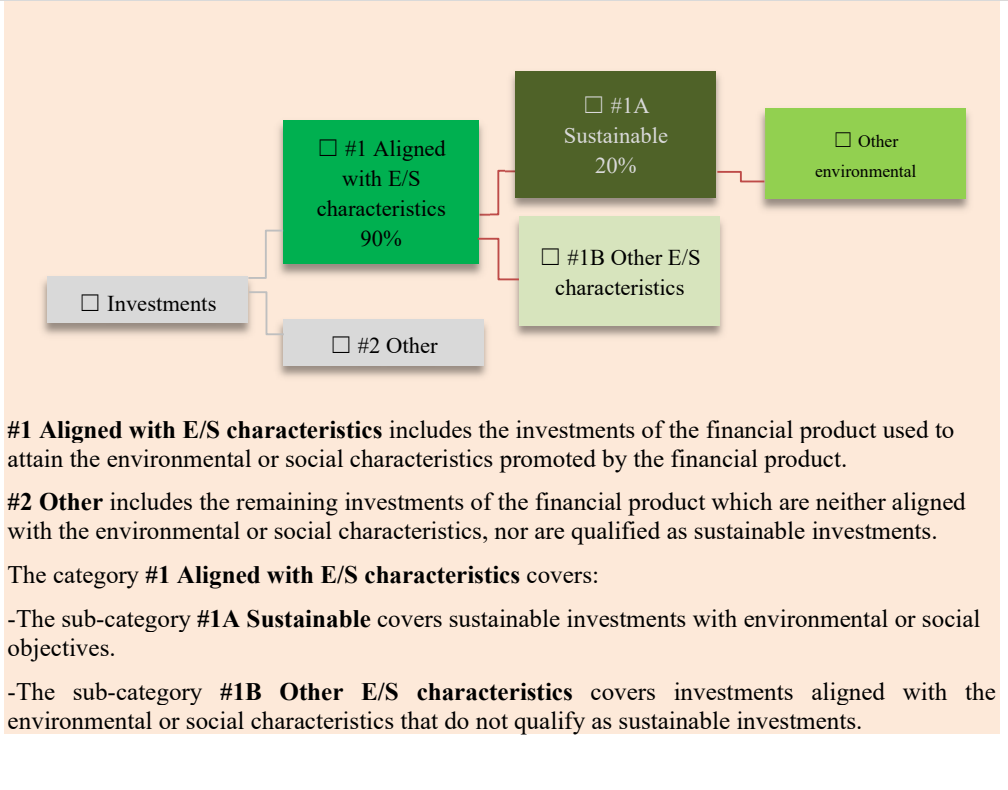 ☐ #1A
Sustainable
20%
☐ Other
environmental
☐ #1 Aligned
with E/S
characteristics
90%
☐ #1B Other E/S
characteristics
☐ Investments
☐ #2 Other
#1 Aligned with E/S characteristics includes the investments of the financial product used to
attain the environmental or social characteristics promoted by the financial product.
#2 Other includes the remaining investments of the financial product which are neither aligned
with the environmental or social characteristics, nor are qualified as sustainable investments.
The category #1 Aligned with E/S characteristics covers:
-The sub-category #1A Sustainable covers sustainable investments with environmental or social
objectives.
-The sub-category #1B Other E/S characteristics covers investments aligned with the
environmental or social characteristics that do not qualify as sustainable investments.